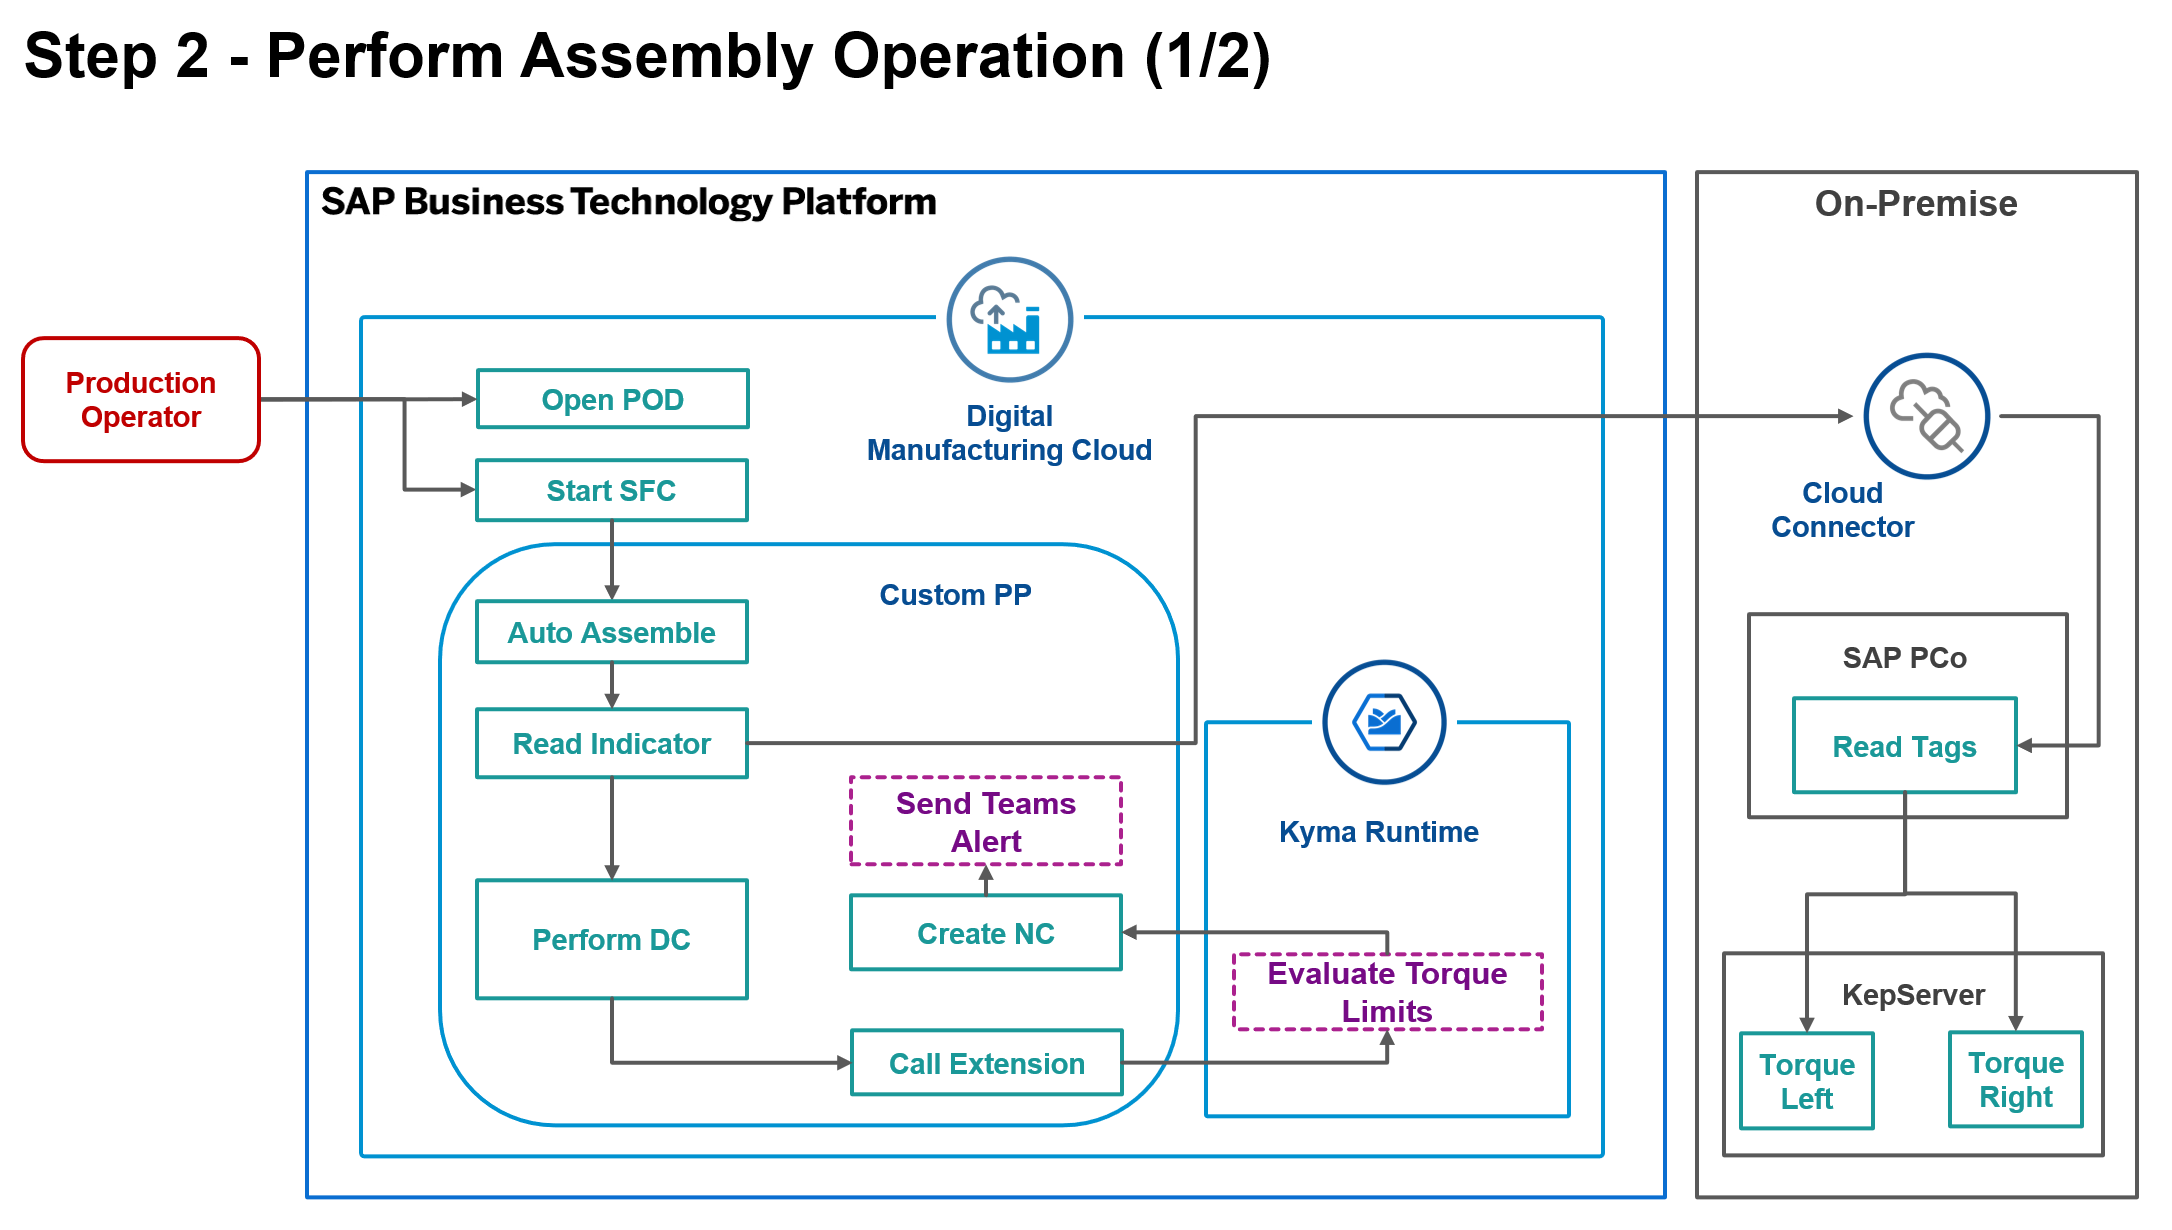 Step 2 - Perform Assembly Operation (1/2)
SAP Business Technology Platform
On-Premise
Production
Operator
Open POD
Start SFC
Digital
Manufacturing Cloud
Cloud
Connector
Custom PP
Auto Assemble
Read Indicator
Send Teams
Alert
Perform DC
Create NC
Call Extension
Kyma Runtime
Evaluate Torque
Limits
SAP PCo
Read Tags
KepServer
Torque
Left
Torque
Right